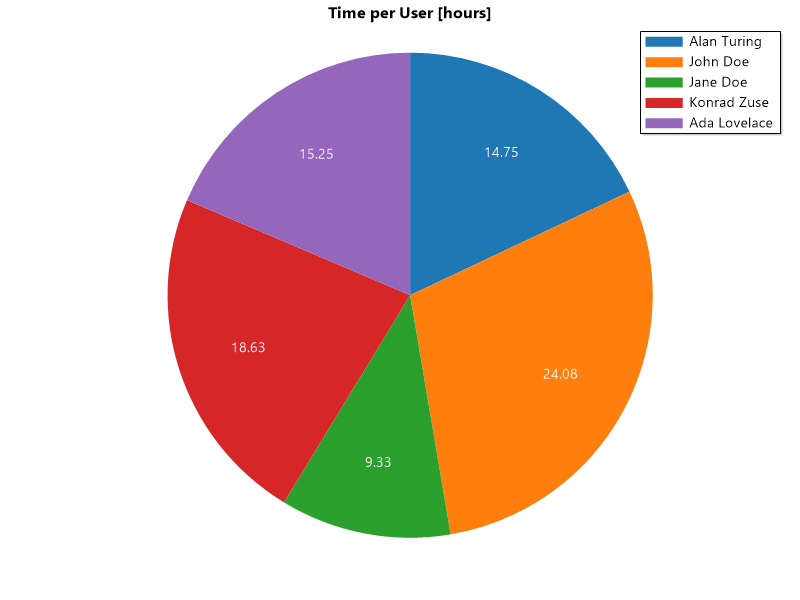 Time per User [hours]
Alan Turing
John Doe
Jane Doe
Konrad Zuse
Ada Lovelace
15.25
14.75
18.63
24.08
9.33